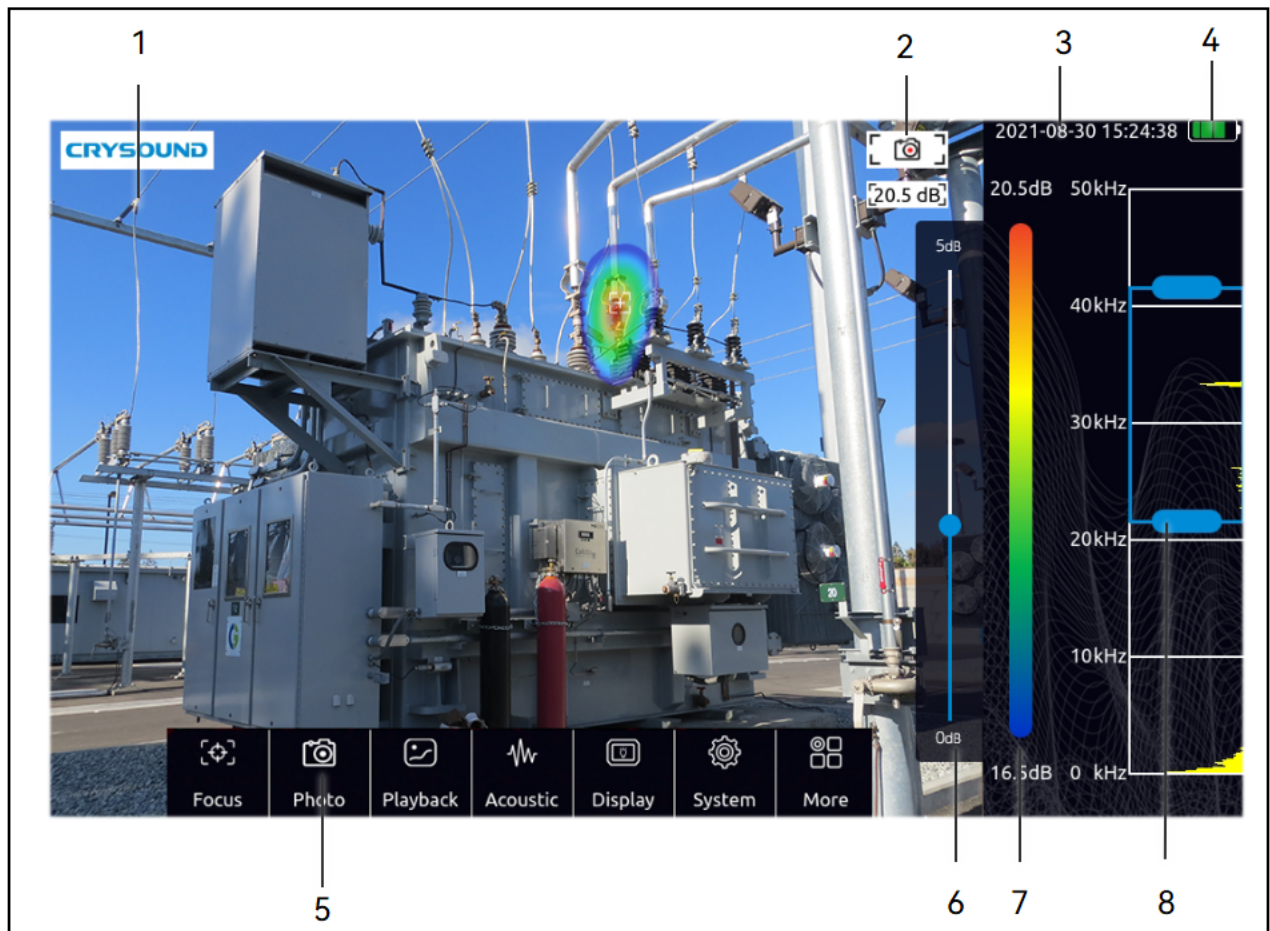 1
2
3
4
CRYSOUND
2021-08-30 15:24:38
[20.5 dB]
20.5dB
50kHz
5dB
40kHz
30kHz
20kHz
10kHz
0dB
16.5dB
0 kHz
20
Focus
Photo
Playback
Acoustic
Display
System
More
5
6
7
8